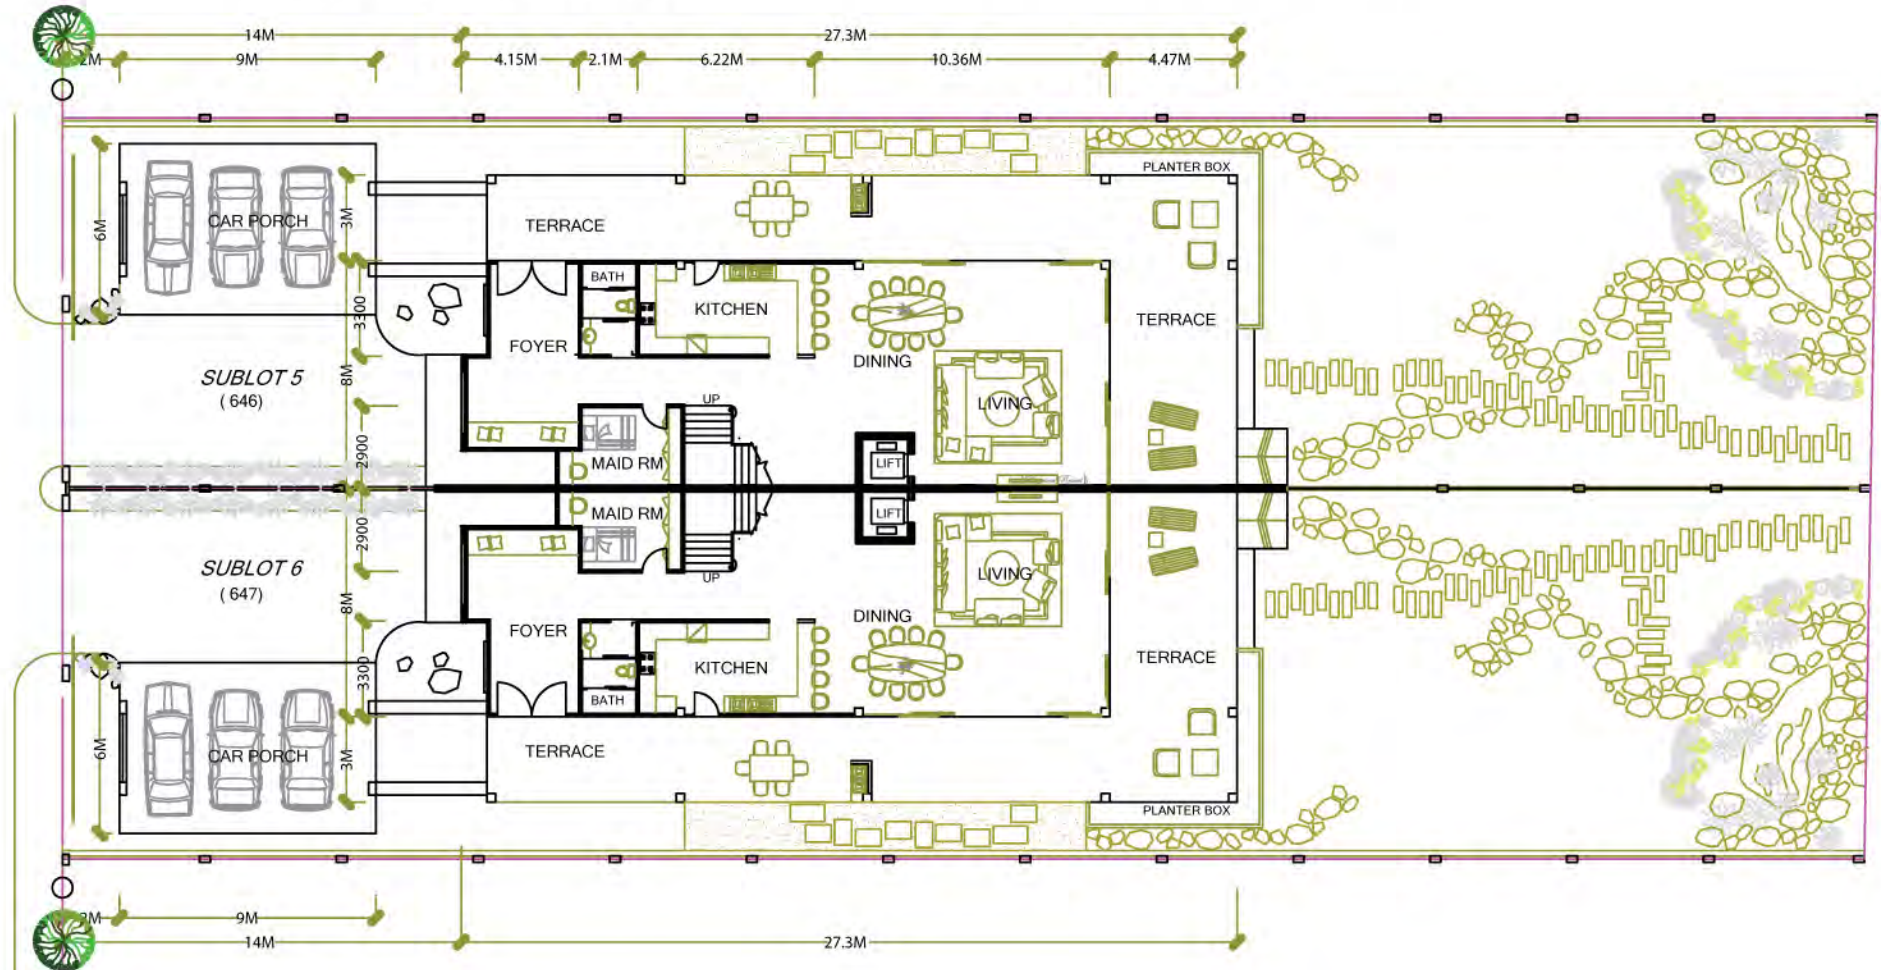 14M
27.3M
2M
9M
4.15M
2.1M
6.22M
10.36M
4.47M
PLANTER BOX
6M
CAR PORCH
3M
TERRACE
BATH
KITCHEN
3300
FOYER
DINING
TERRACE
SUBLOT 5
( 646)
8M
UP
LIVING
2900
MAID RM
LIFT
MAID RM
LIFT
2900
SUBLOT 6
( 647)
UP
LIVING
8M
FOYER
DINING
TERRACE
3300
KITCHEN
BATH
6M
CAR PORCH
3M
TERRACE
PLANTER BOX
9M
14M
27.3M